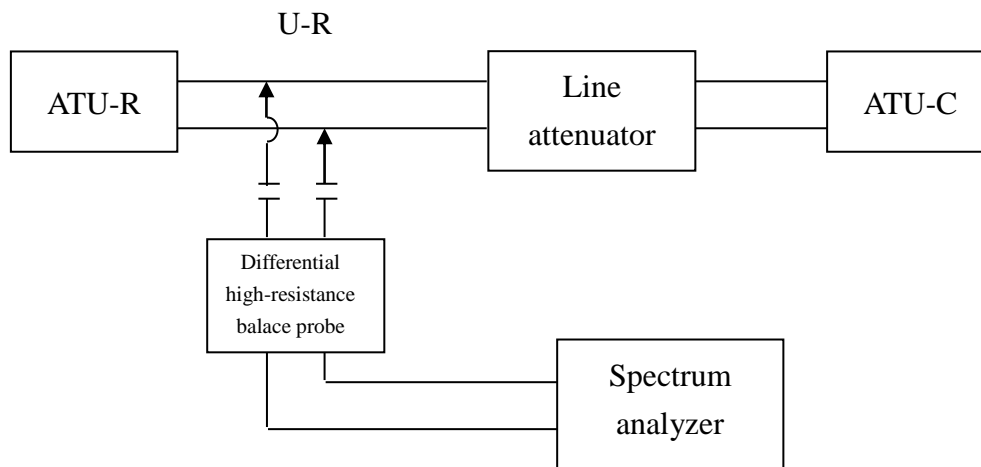 U-R
ATU-R
Line
attenuator
ATU-C
Differential
high-resistance
balace probe
Spectrum
analyzer